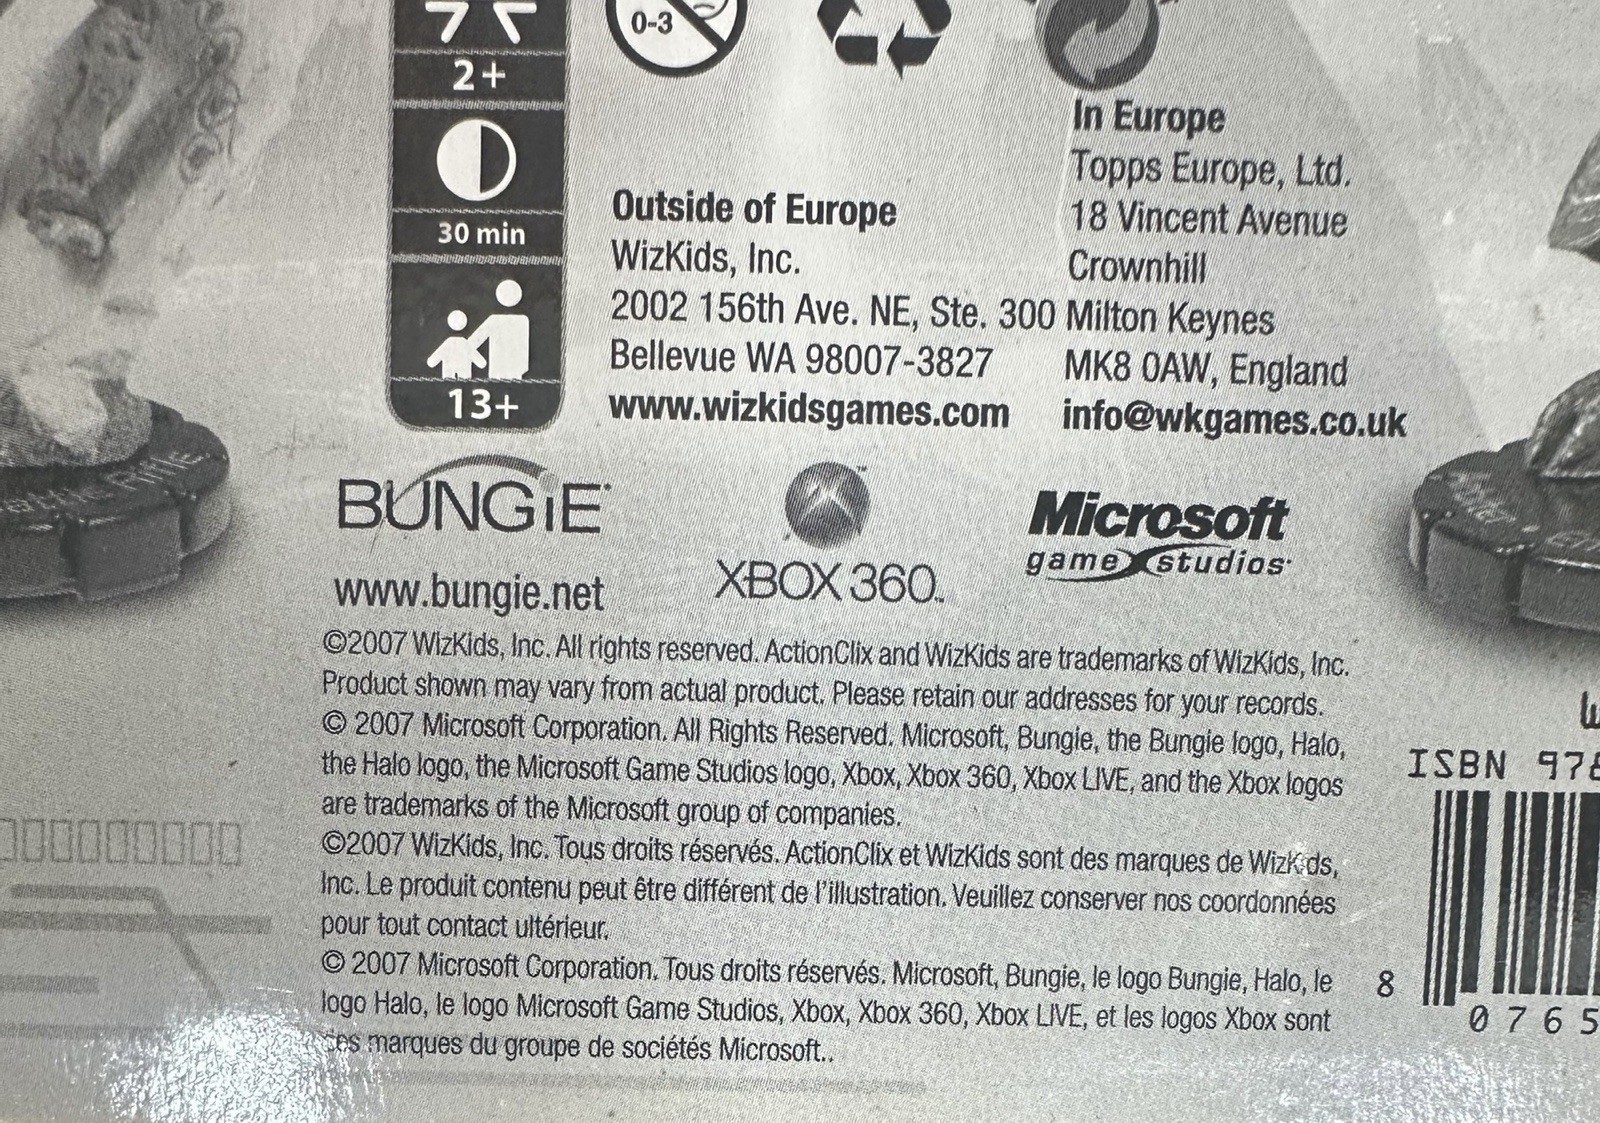 2+
30 min
13+
0-3
In Europe
Topps Europe, Ltd.
18 Vincent Avenue
Crownhill
Milton Keynes
MK8 0AW, England
info@wkgames.co.uk
Outside of Europe
WizKids, Inc.
2002 156th Ave. NE, Ste. 300
Bellevue WA 98007-3827
www.wizkidsgames.com
BUNGiE
www.bungie.net
XBOX 360™
Microsoft
game studios
©2007 WizKids, Inc. All rights reserved. ActionClix and WizKids are trademarks of WizKids, Inc.
Product shown may vary from actual product. Please retain our addresses for your records.
© 2007 Microsoft Corporation. All Rights Reserved. Microsoft, Bungie, the Bungie logo, Halo,
the Halo logo, the Microsoft Game Studios logo, Xbox, Xbox 360, Xbox LIVE, and the Xbox logos
are trademarks of the Microsoft group of companies.
©2007 WizKids, Inc. Tous droits réservés. ActionClix et WizKids sont des marques de WizKids,
Inc. Le produit contenu peut être différent de l'illustration. Veuillez conserver nos coordonnées
pour tout contact ultérieur.
© 2007 Microsoft Corporation. Tous droits réservés. Microsoft, Bungie, le logo Bungie, Halo, le
logo Halo, le logo Microsoft Game Studios, Xbox, Xbox 360, Xbox LIVE, et les logos Xbox sont
des marques du groupe de sociétés Microsoft..
ISBN 978
8
0765